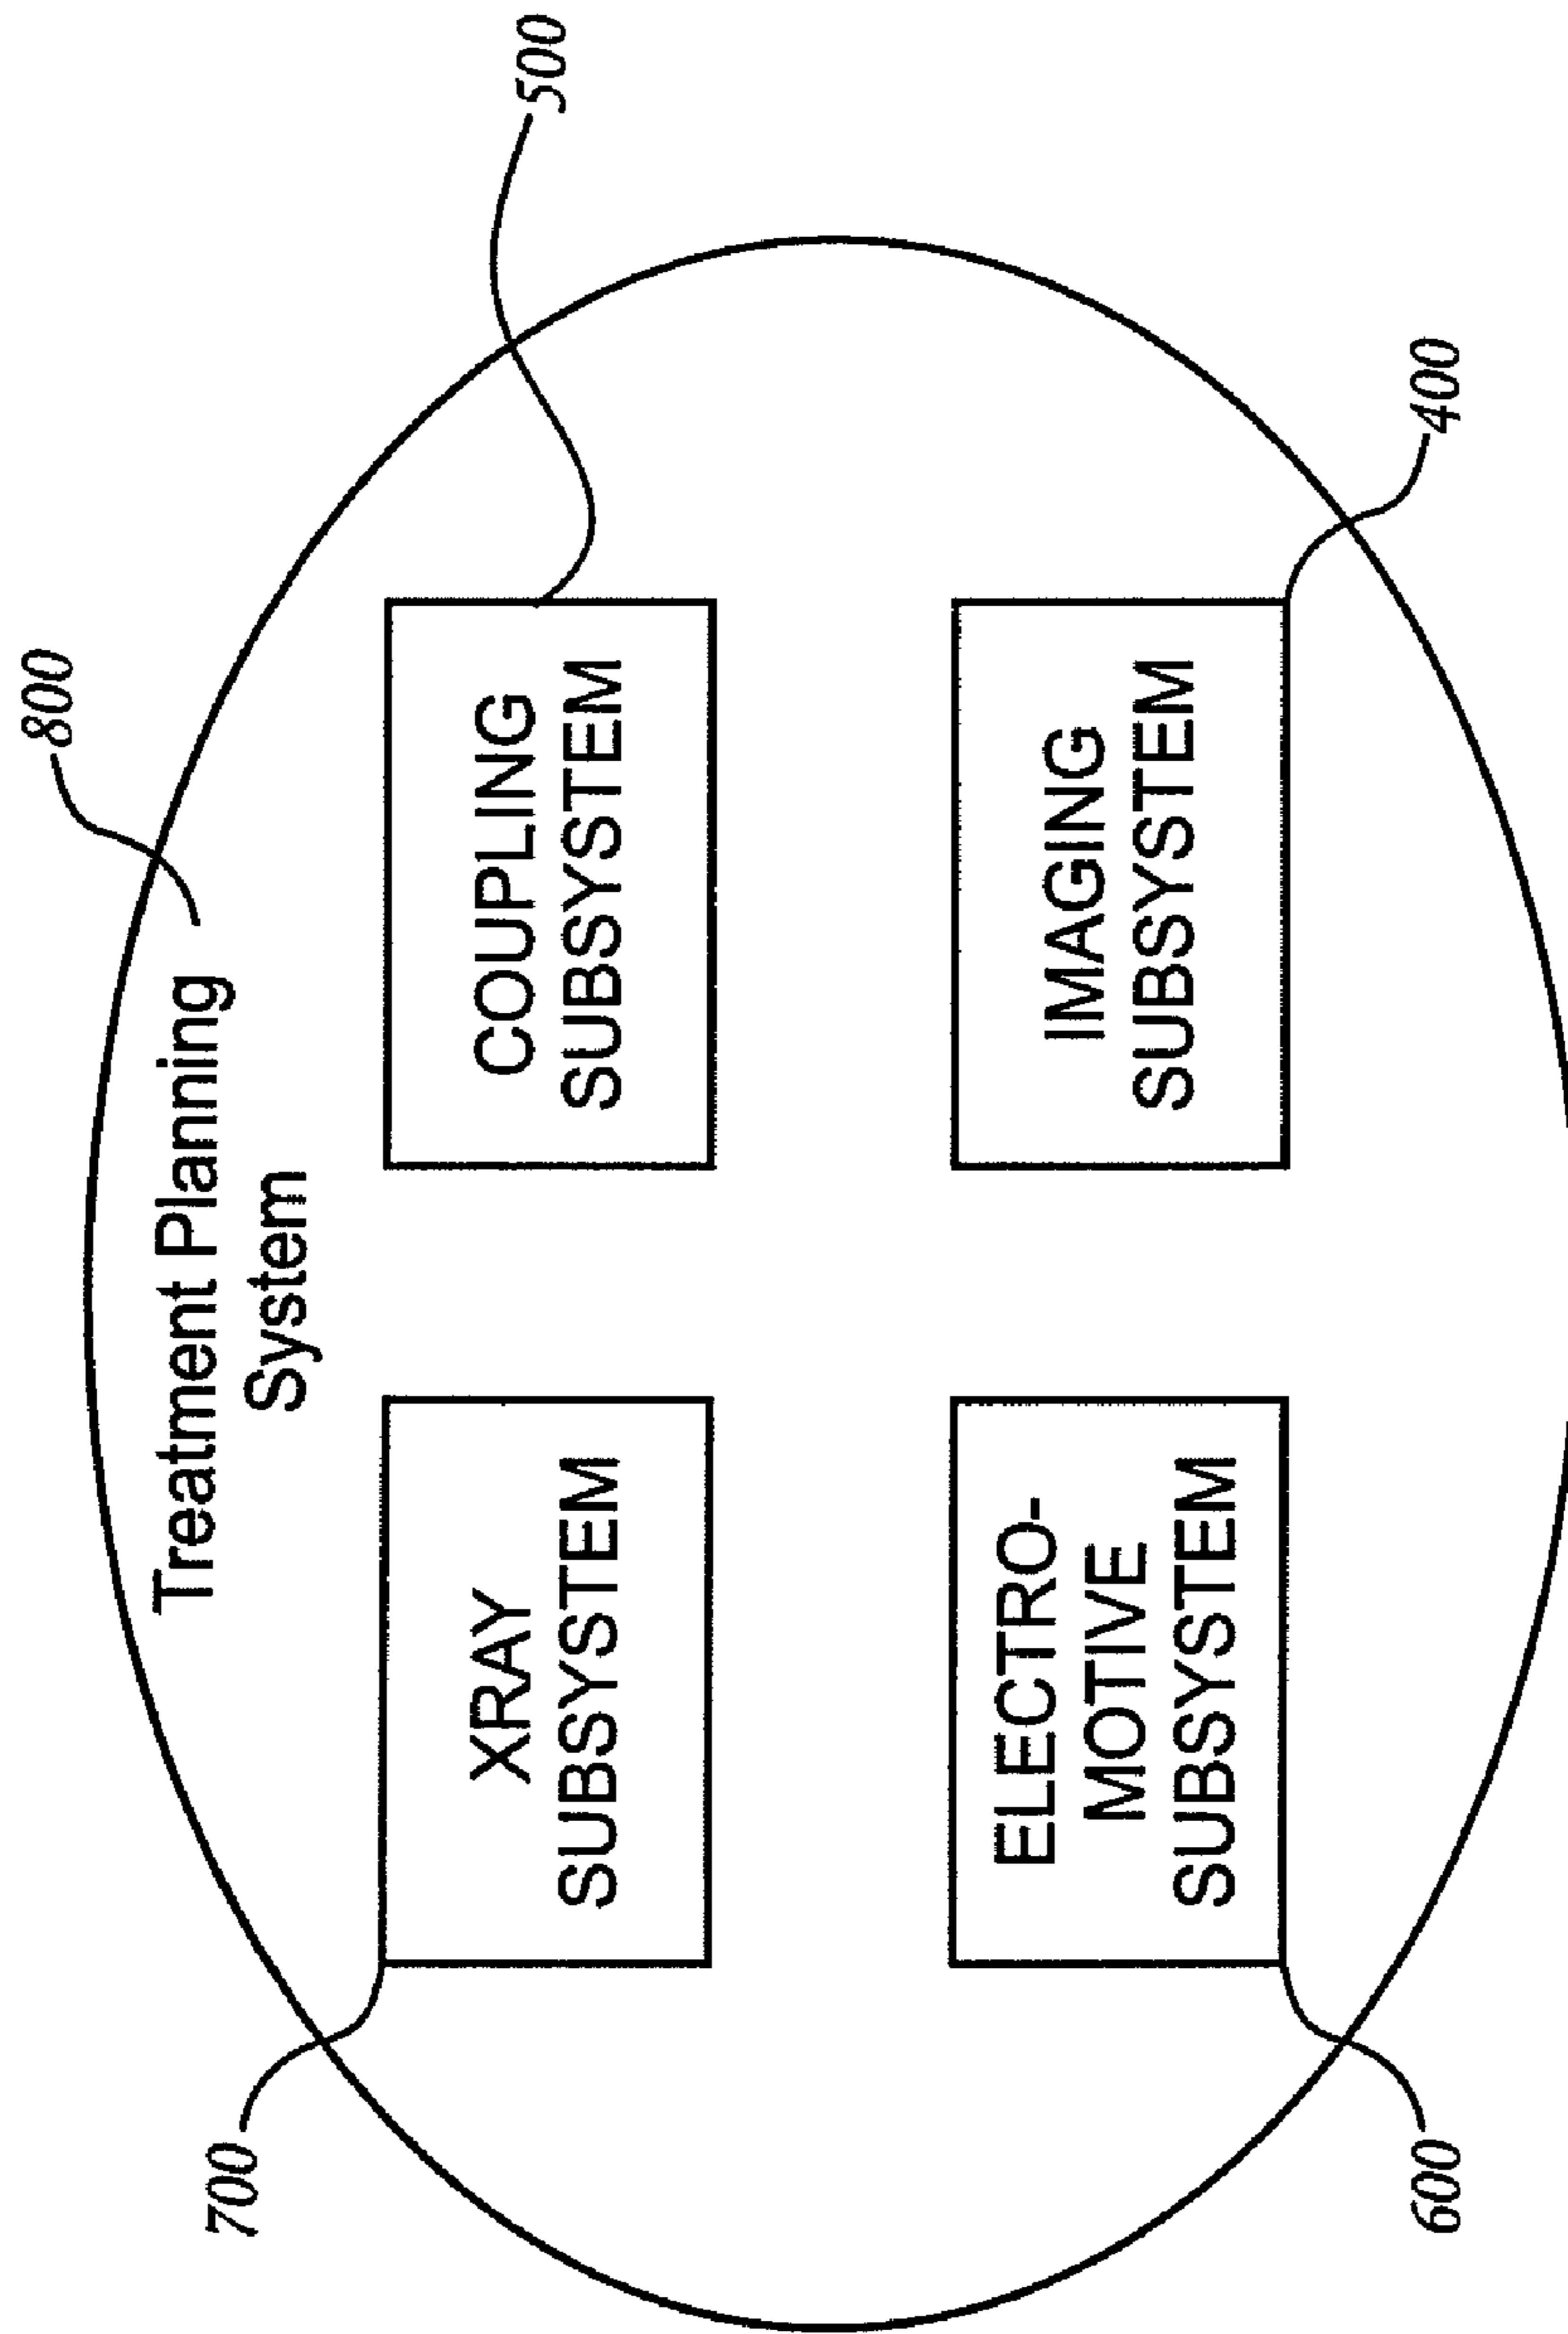 800
Treatment Planning
System
700
XRAY
SUBSYSTEM
500
COUPLING
SUBSYSTEM
ELECTRO-
MOTIVE
SUBSYSTEM
600
IMAGING
SUBSYSTEM
400